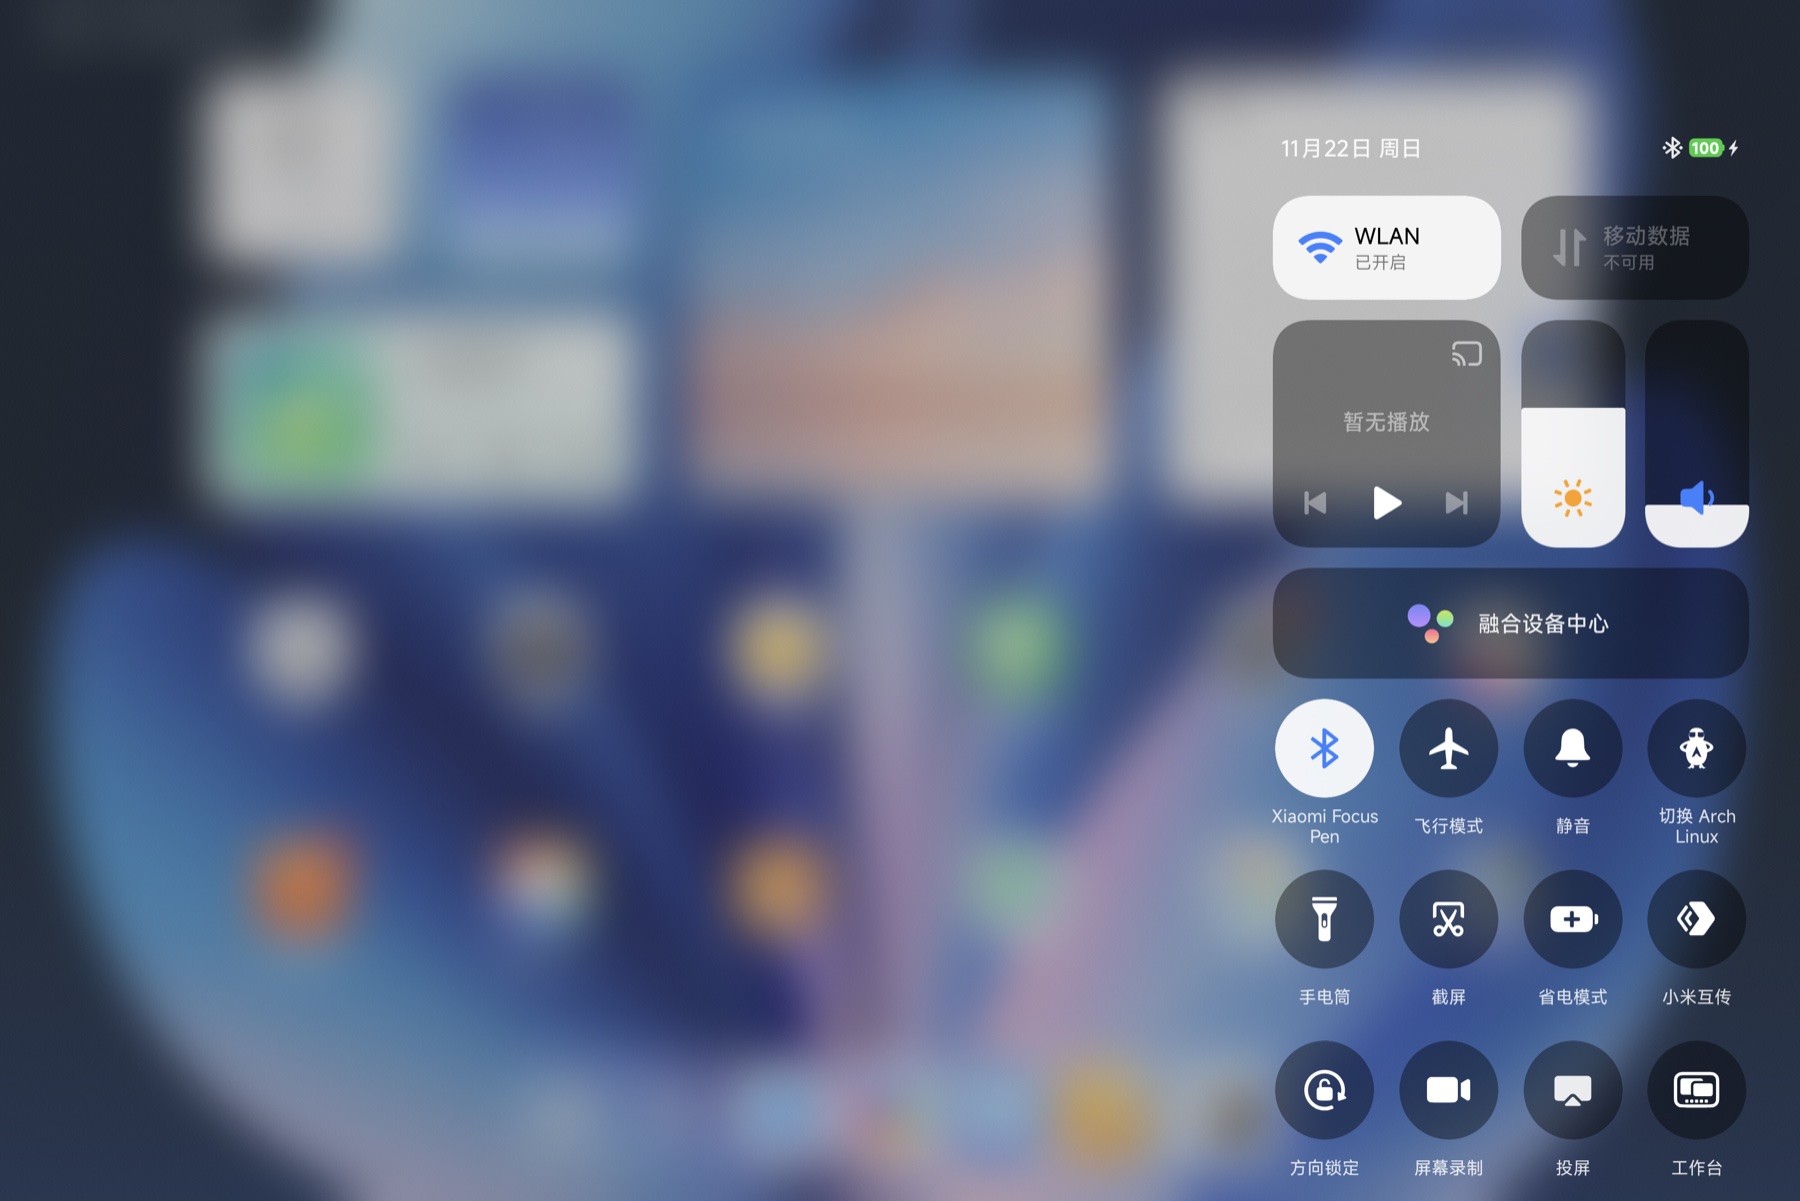 11月22日 周日
100
WLAN
已开启
移动数据
不可用
暂无播放
融合设备中心
Xiaomi Focus
Pen
飞行模式
静音
切换 Arch
Linux
手电筒
截屏
省电模式
小米互传
方向锁定
屏幕录制
投屏
工作台